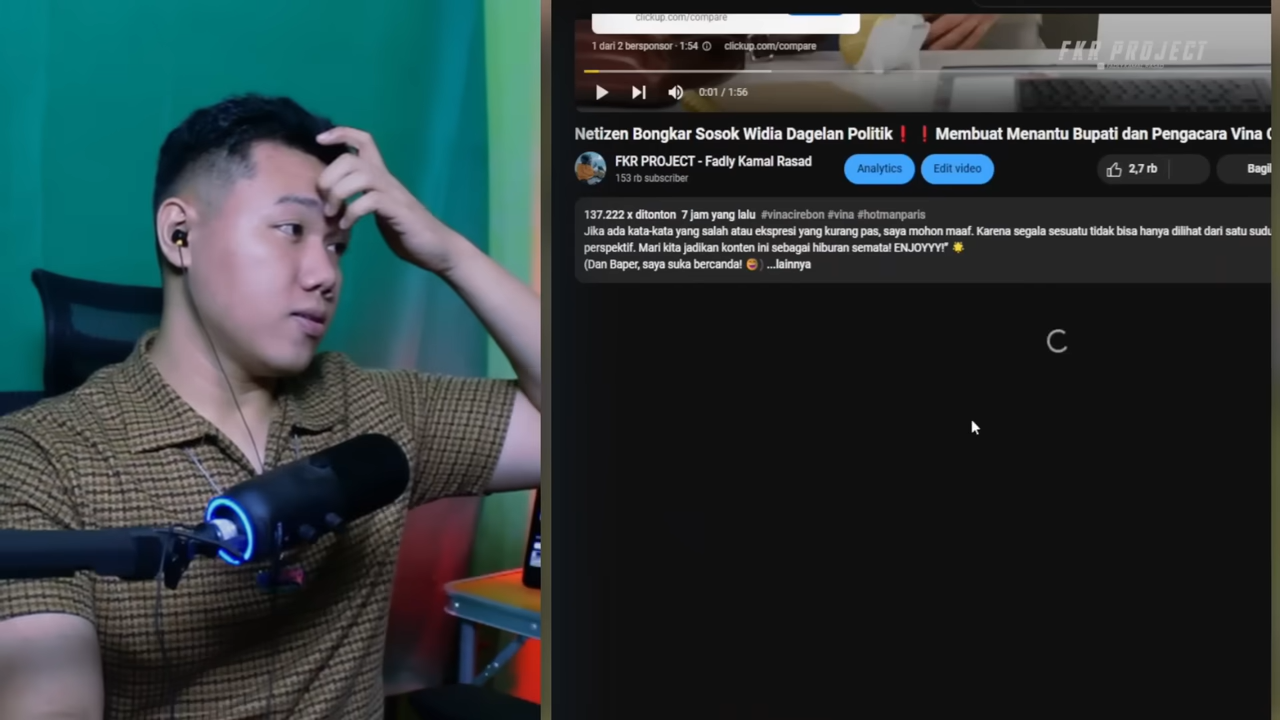 clickup.com/compare
1 dari 2 bersponsor · 1:54 clickup.com/compare
FKR PROJECT
0:01 / 1:56
Netizen Bongkar Sosok Widia Dagelan Politik❗❗Membuat Menantu Bupati dan Pengacara Vina
FKR PROJECT - Fadly Kamal Rasad
153 rb subscriber
Analytics
Edit video
2,7 rb
Bagi
137.222 x ditonton 7 jam yang lalu #vinacirebon #vina #hotmanparis
Jika ada kata-kata yang salah atau ekspresi yang kurang pas, saya mohon maaf. Karena segala sesuatu tidak bisa hanya dilihat dari satu sudu
perspektif. Mari kita jadikan konten ini sebagai hiburan semata! ENJOYYY!" 🌟
(Dan Baper, saya suka bercanda! 😄) ...lainnya